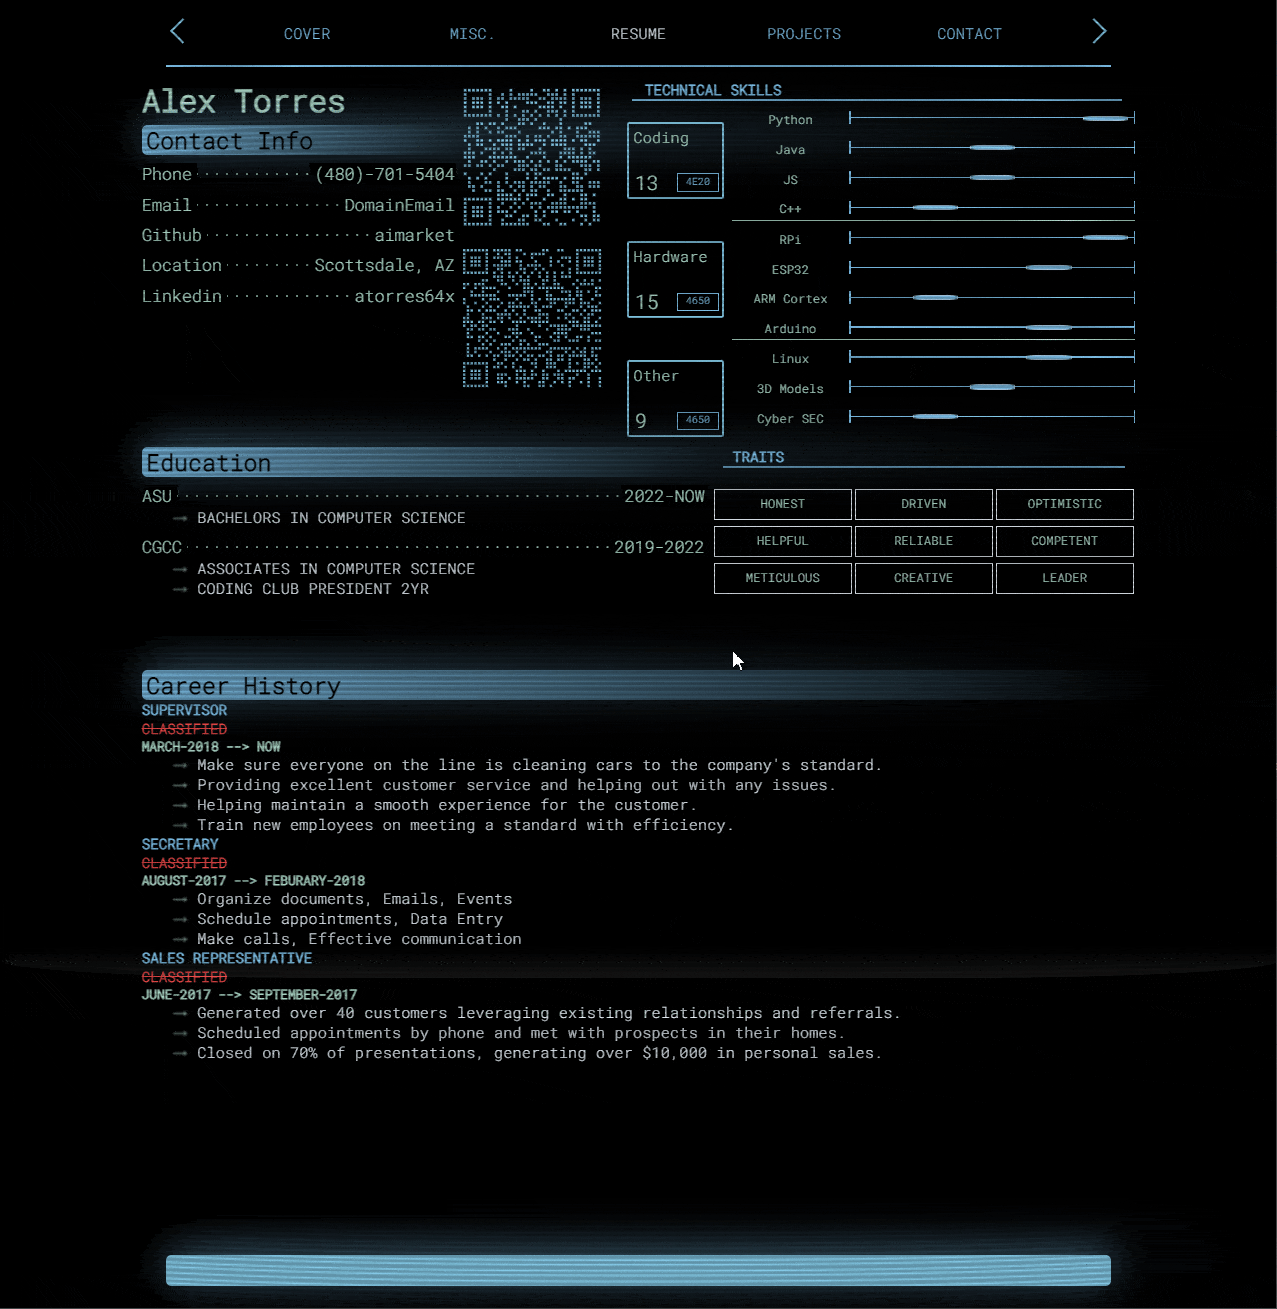 COVER MISC. RESUME PROJECTS CONTACT
Alex Torres
Contact Info
Phone ············ (480)-701-5404
Email ··············· DomainEmail
Github ················· aimarket
Location ········· Scottsdale, AZ
Linkedin ············· atorres64x
TECHNICAL SKILLS
Coding
13 4E20
Python
Java
JS
C++
Hardware
15 4650
RPi
ESP32
ARM Cortex
Arduino
Other
9 4650
Linux
3D Models
Cyber SEC
Education
ASU ············································ 2022-NOW
→ BACHELORS IN COMPUTER SCIENCE
CGCC ·········································· 2019-2022
→ ASSOCIATES IN COMPUTER SCIENCE
→ CODING CLUB PRESIDENT 2YR
TRAITS
HONEST DRIVEN OPTIMISTIC
HELPFUL RELIABLE COMPETENT
METICULOUS CREATIVE LEADER
Career History
SUPERVISOR
CLASSIFIED
MARCH-2018 --> NOW
→ Make sure everyone on the line is cleaning cars to the company's standard.
→ Providing excellent customer service and helping out with any issues.
→ Helping maintain a smooth experience for the customer.
→ Train new employees on meeting a standard with efficiency.
SECRETARY
CLASSIFIED
AUGUST-2017 --> FEBURARY-2018
→ Organize documents, Emails, Events
→ Schedule appointments, Data Entry
→ Make calls, Effective communication
SALES REPRESENTATIVE
CLASSIFIED
JUNE-2017 --> SEPTEMBER-2017
→ Generated over 40 customers leveraging existing relationships and referrals.
→ Scheduled appointments by phone and met with prospects in their homes.
→ Closed on 70% of presentations, generating over $10,000 in personal sales.